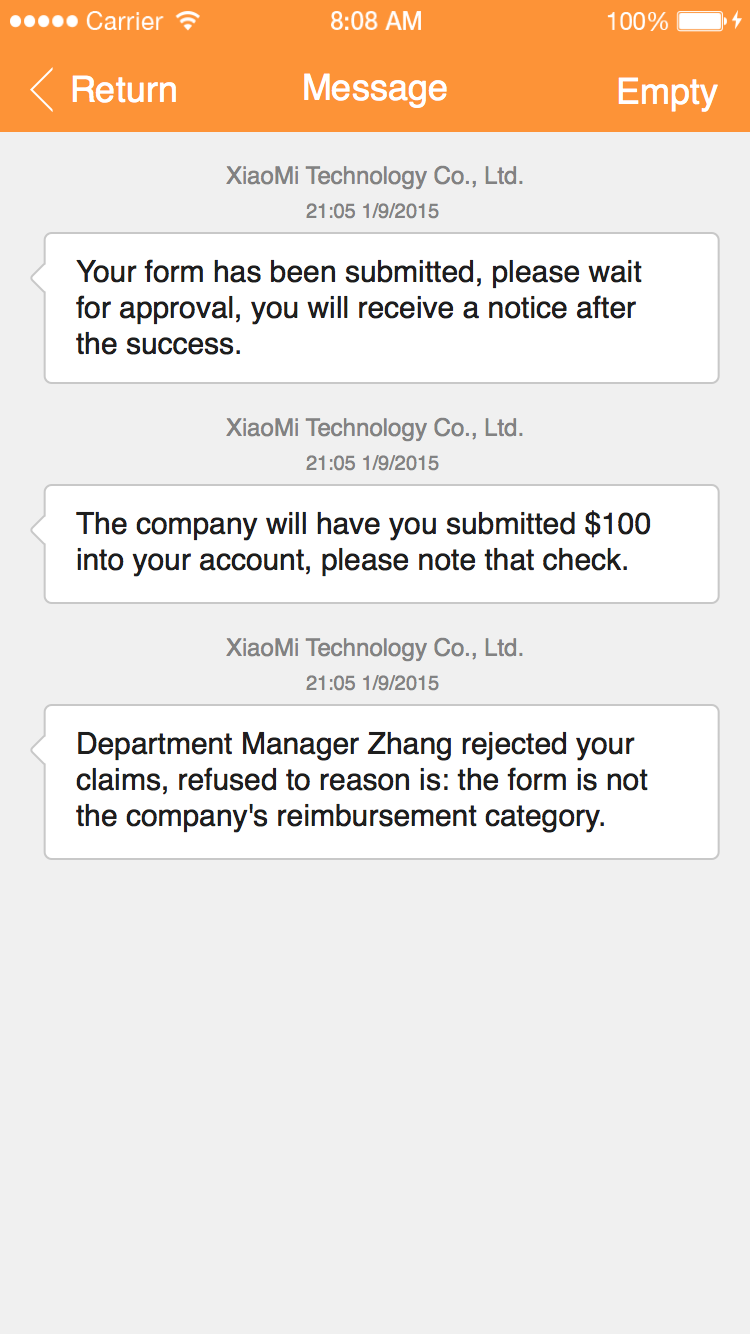 Carrier 8:08 AM 100%
Return Message Empty
XiaoMi Technology Co., Ltd.
21:05 1/9/2015
Your form has been submitted, please wait
for approval, you will receive a notice after
the success.
XiaoMi Technology Co., Ltd.
21:05 1/9/2015
The company will have you submitted $100
into your account, please note that check.
XiaoMi Technology Co., Ltd.
21:05 1/9/2015
Department Manager Zhang rejected your
claims, refused to reason is: the form is not
the company's reimbursement category.